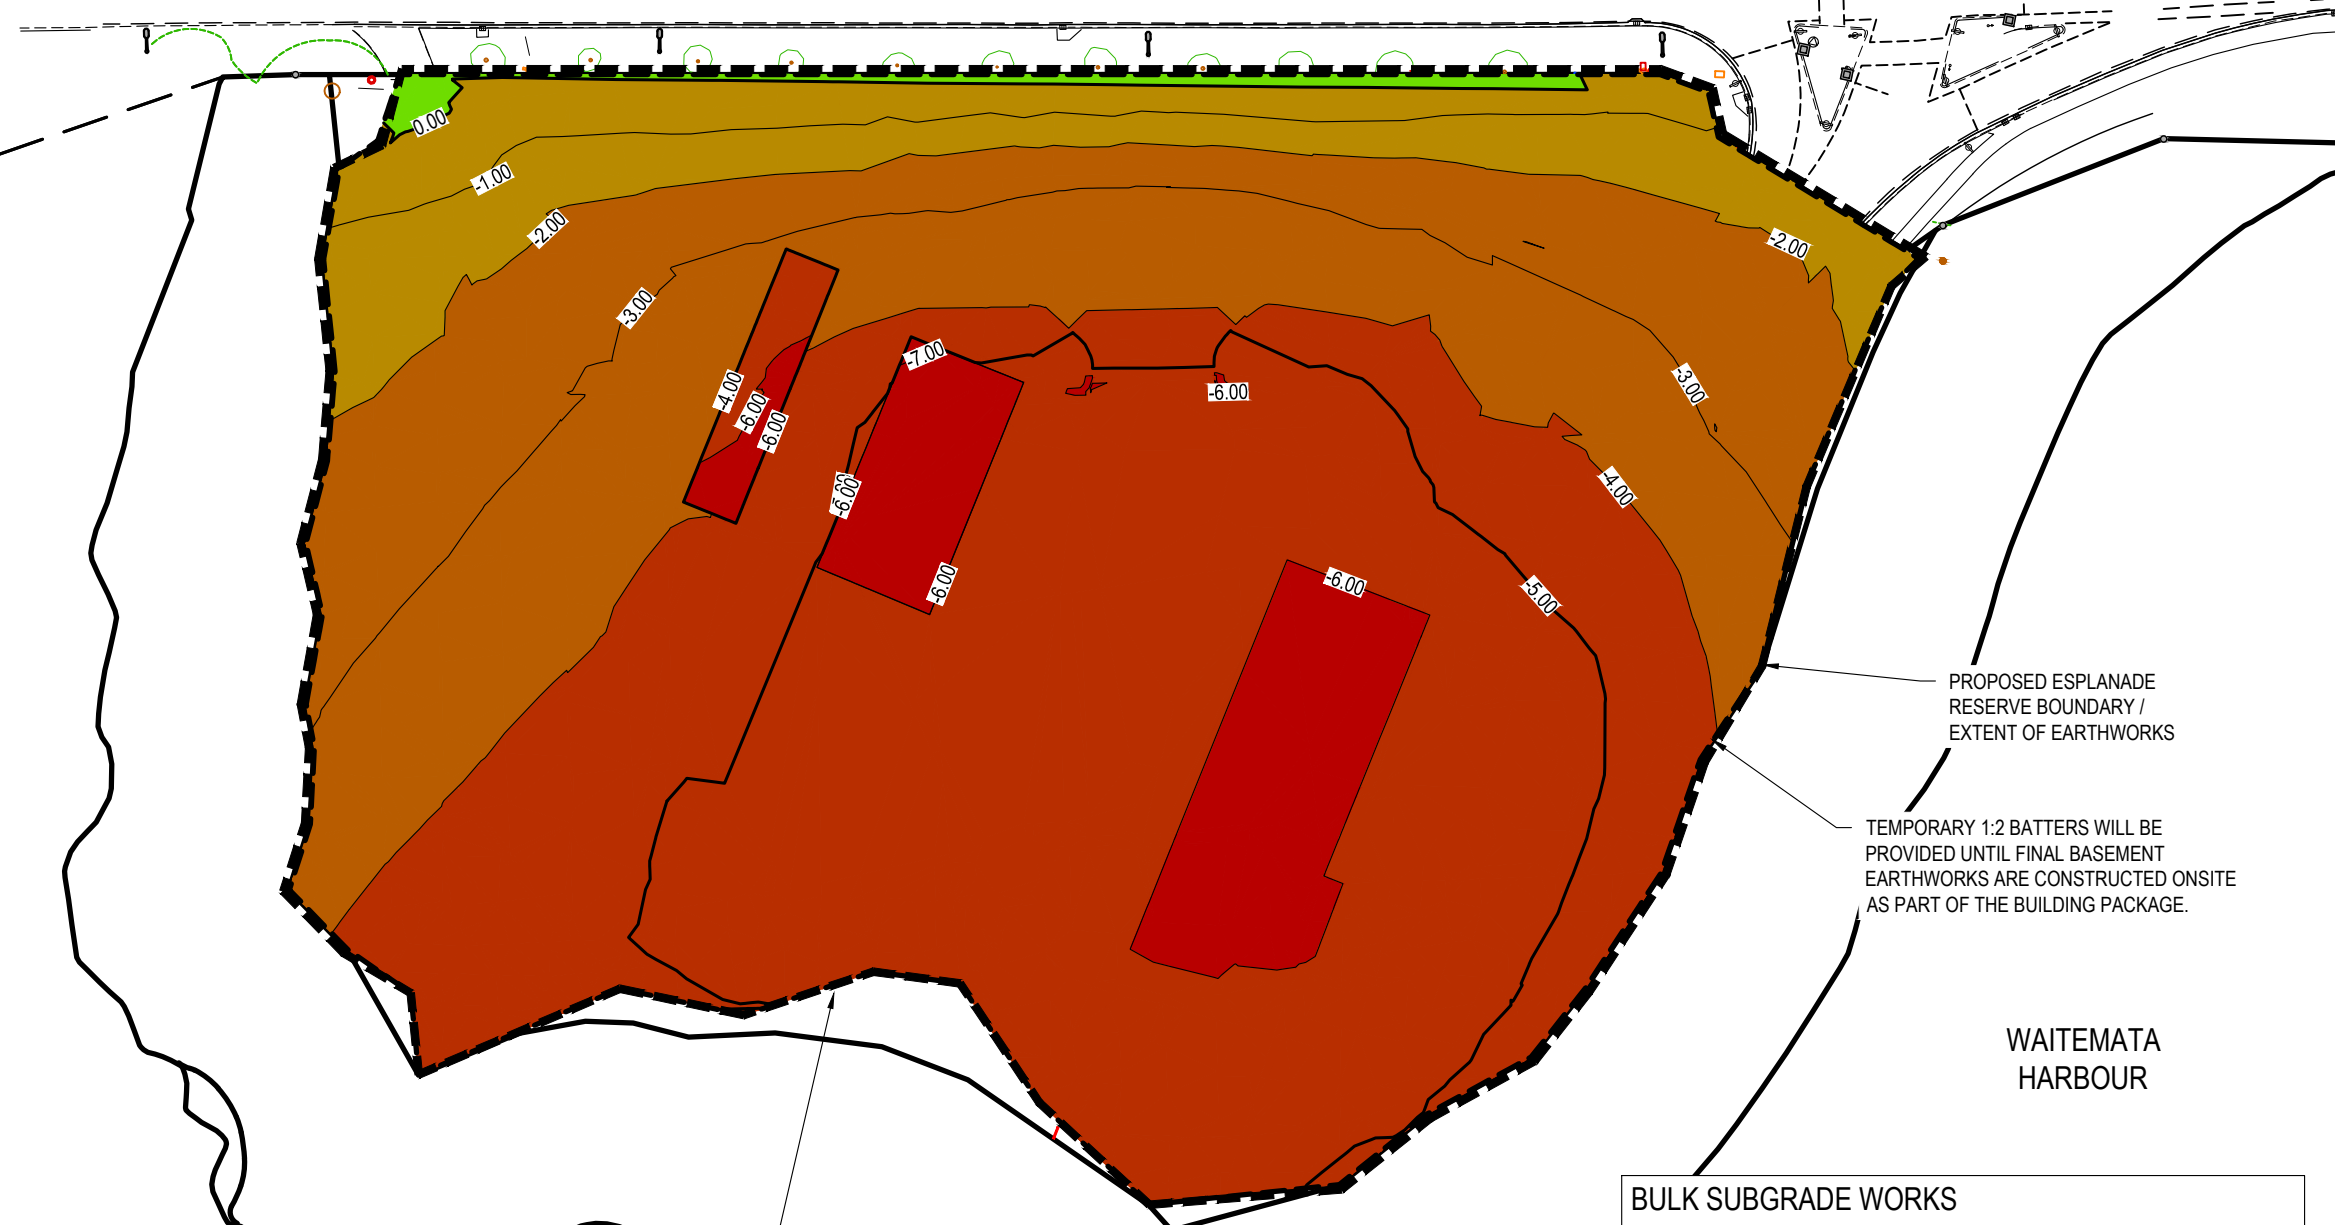 0.00
-1.00
-2.00
-2.00
-3.00
-7.00
-4.00
-6.00
-6.00
-6.00
-3.00
-6.00
-4.00
-6.00
-6.00
-5.00
PROPOSED ESPLANADE
RESERVE BOUNDARY /
EXTENT OF EARTHWORKS
TEMPORARY 1:2 BATTERS WILL BE
PROVIDED UNTIL FINAL BASEMENT
EARTHWORKS ARE CONSTRUCTED ONSITE
AS PART OF THE BUILDING PACKAGE.
WAITEMATA
HARBOUR
BULK SUBGRADE WORKS